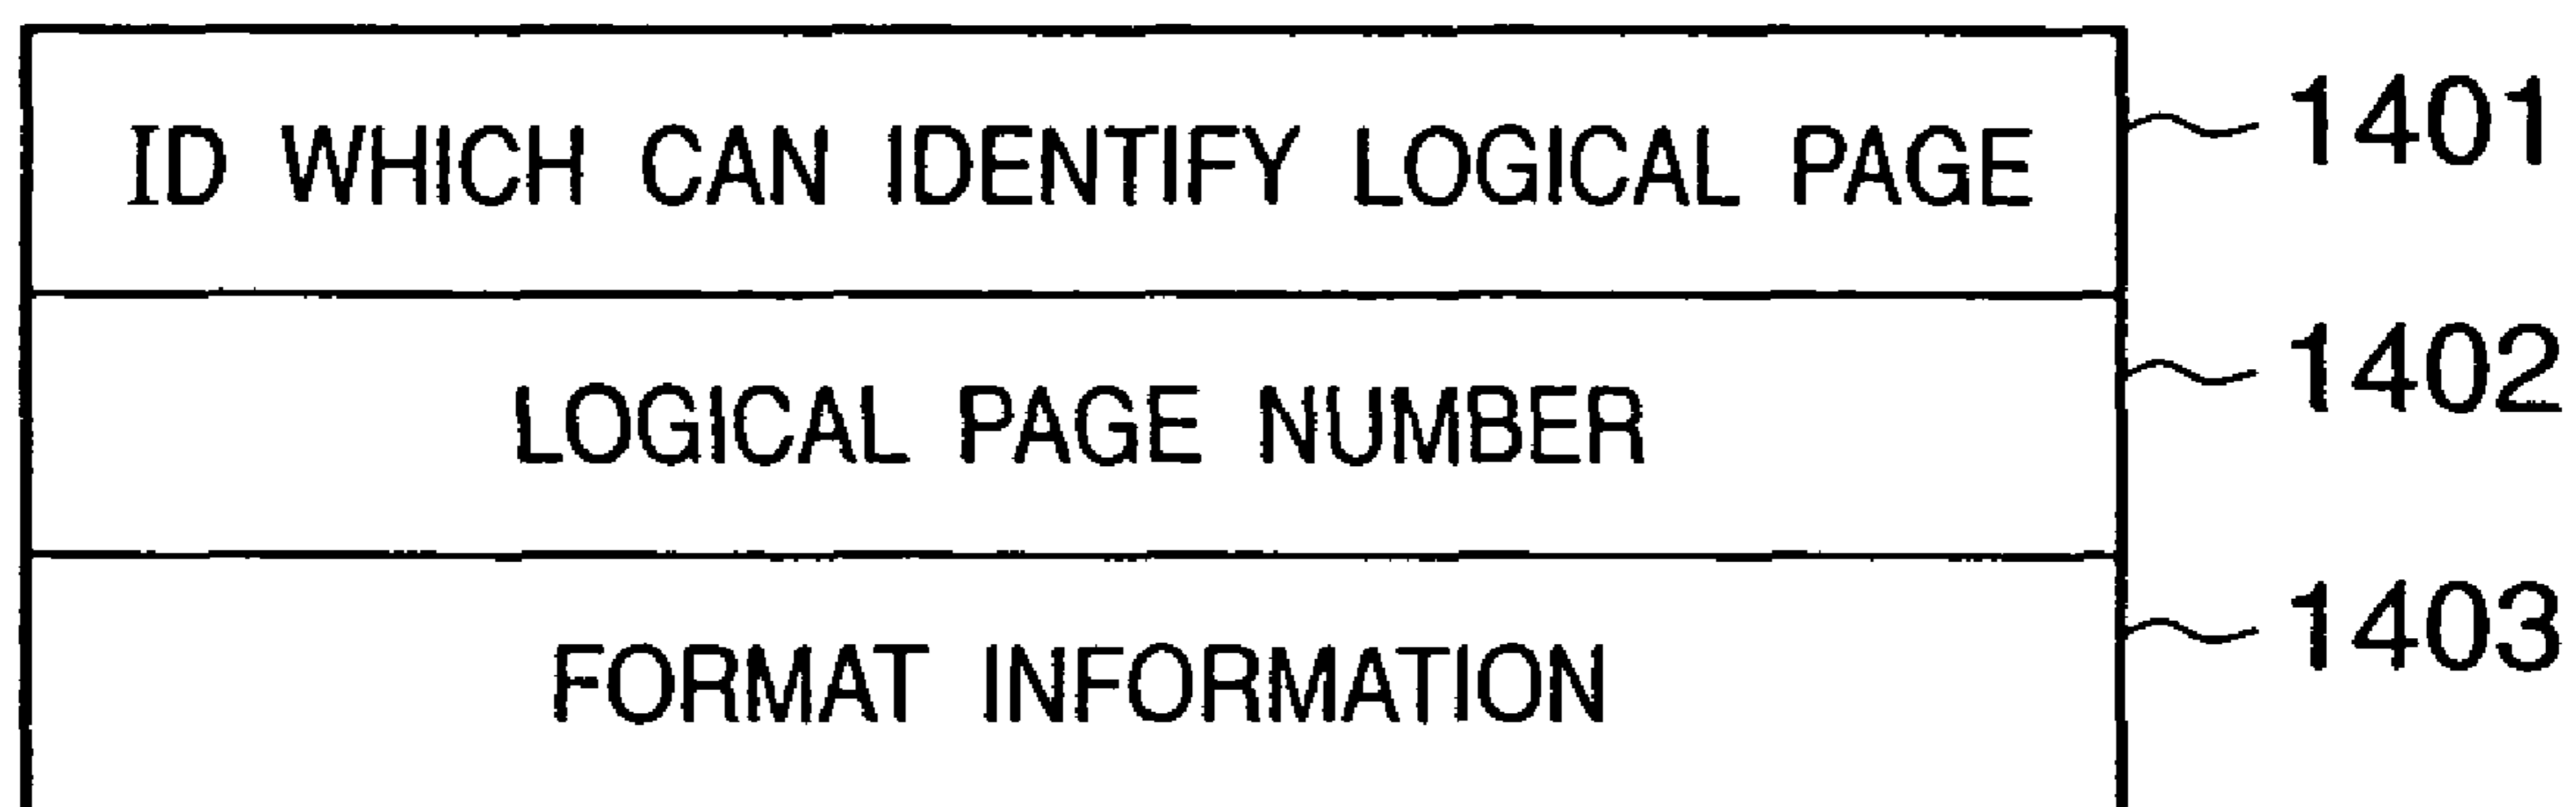 ID WHICH CAN IDENTIFY LOGICAL PAGE 1401
LOGICAL PAGE NUMBER 1402
FORMAT INFORMATION 1403